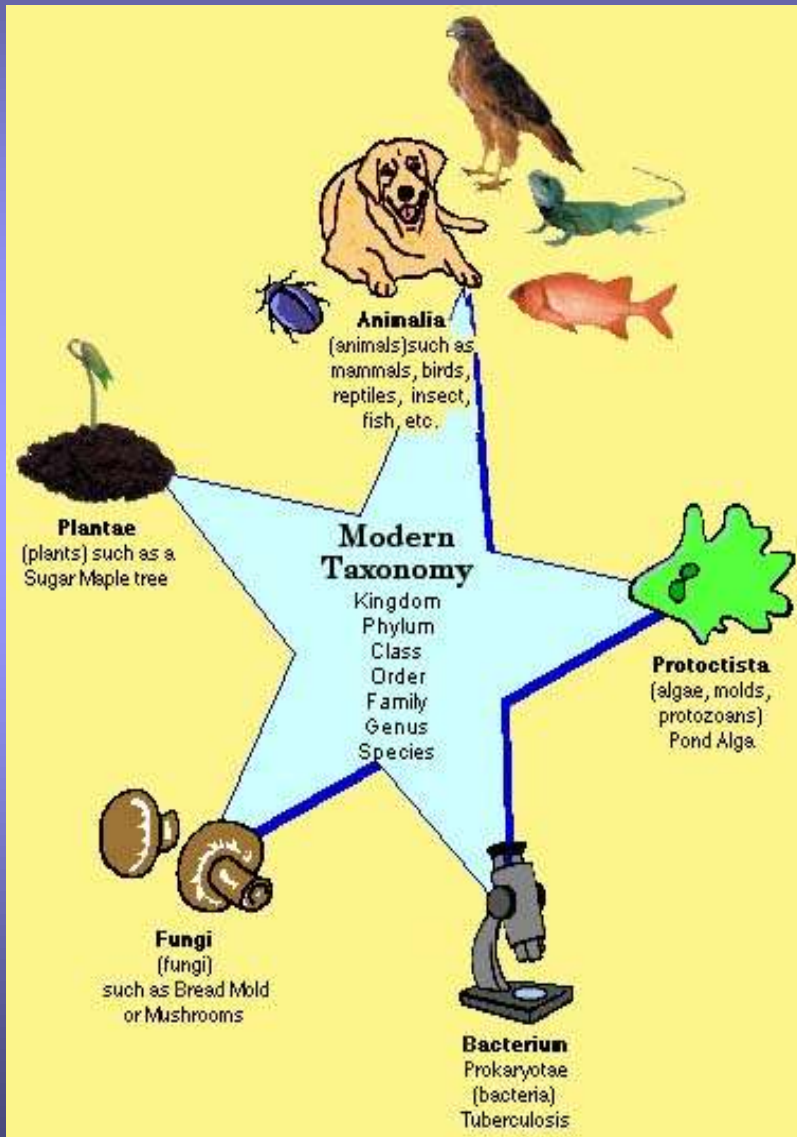 Animalia
(animals)such as
mammals, birds,
reptiles, insect,
fish, etc.
Plantae
(plants) such as a
Sugar Maple tree
Modern
Taxonomy
Kingdom
Phylum
Class
Order
Family
Genus
Species
Protoctista
(algae, molds,
protozoans)
Pond Alga
Fungi
(fungi)
such as Bread Mold
or Mushrooms
Bacterium
Prokaryotae
(bacteria)
Tuberculosis